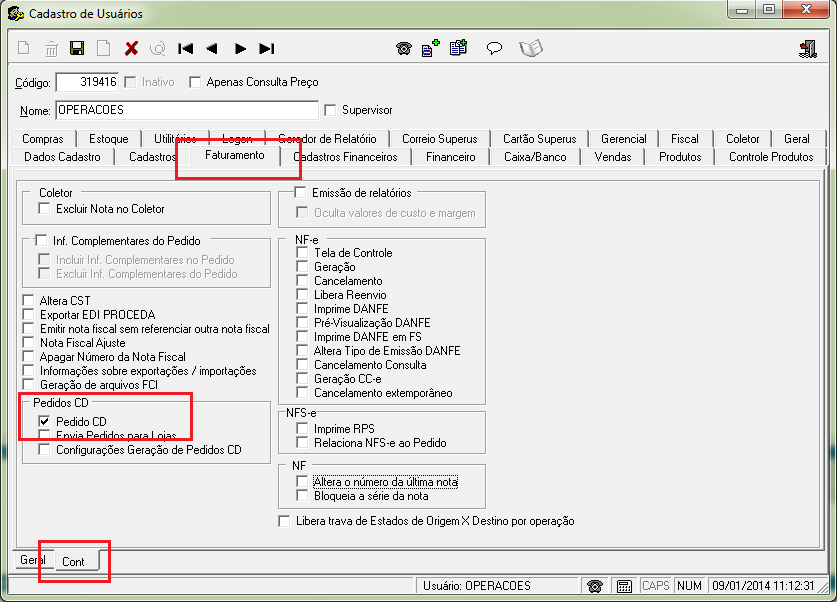 Cadastro de Usuários
Código: 319416 Inativo Apenas Consulta Preço
Nome: OPERACOES Supervisor
Compras Estoque Utilitários Logon Gerador de Relatório Correio Superus Cartão Superus Gerencial Fiscal Coletor Geral
Dados Cadastro Cadastros Faturamento Cadastros Financeiros Financeiro Caixa/Banco Vendas Produtos Controle Produtos
Coletor
Excluir Nota no Coletor
Inf. Complementares do Pedido
Incluir Inf. Complementares no Pedido
Excluir Inf. Complementares do Pedido
Altera CST
Exportar EDI PROCEDA
Emitir nota fiscal sem referenciar outra nota fiscal
Nota Fiscal Ajuste
Apagar Número da Nota Fiscal
Informações sobre exportações / importações
Geração de arquivos FCI
Pedidos CD
Pedido CD
Envia Pedidos para Lojas
Configurações Geração de Pedidos CD
Emissão de relatórios
Oculta valores de custo e margem
NF-e
Tela de Controle
Geração
Cancelamento
Libera Reenvio
Imprime DANFE
Pré-Visualização DANFE
Imprime DANFE em FS
Altera Tipo de Emissão DANFE
Cancelamento Consulta
Geração CC-e
Cancelamento extemporâneo
NFS-e
Imprime RPS
Relaciona NFS-e ao Pedido
NF
Altera o número da última nota
Bloqueia a série da nota
Libera trava de Estados de Origem X Destino por operação
Geral Cont
Usuário: OPERACOES CAPS NUM 09/01/2014 11:12:31